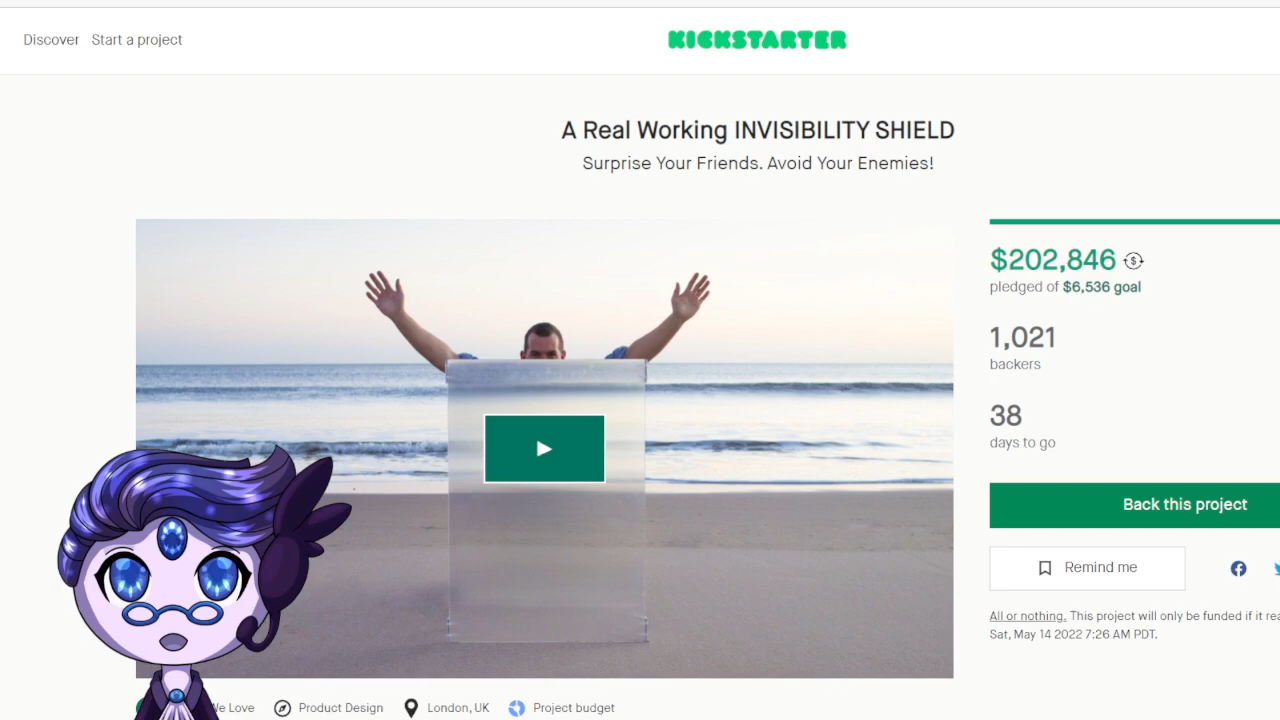 Discover Start a project
KICKSTARTER
A Real Working INVISIBILITY SHIELD
Surprise Your Friends. Avoid Your Enemies!
$202,846
pledged of $6,536 goal
1,021
backers
38
days to go
Back this project
Remind me
All or nothing. This project will only be funded if it
Sat, May 14 2022 7:26 AM PDT.
We Love Product Design London, UK Project budget